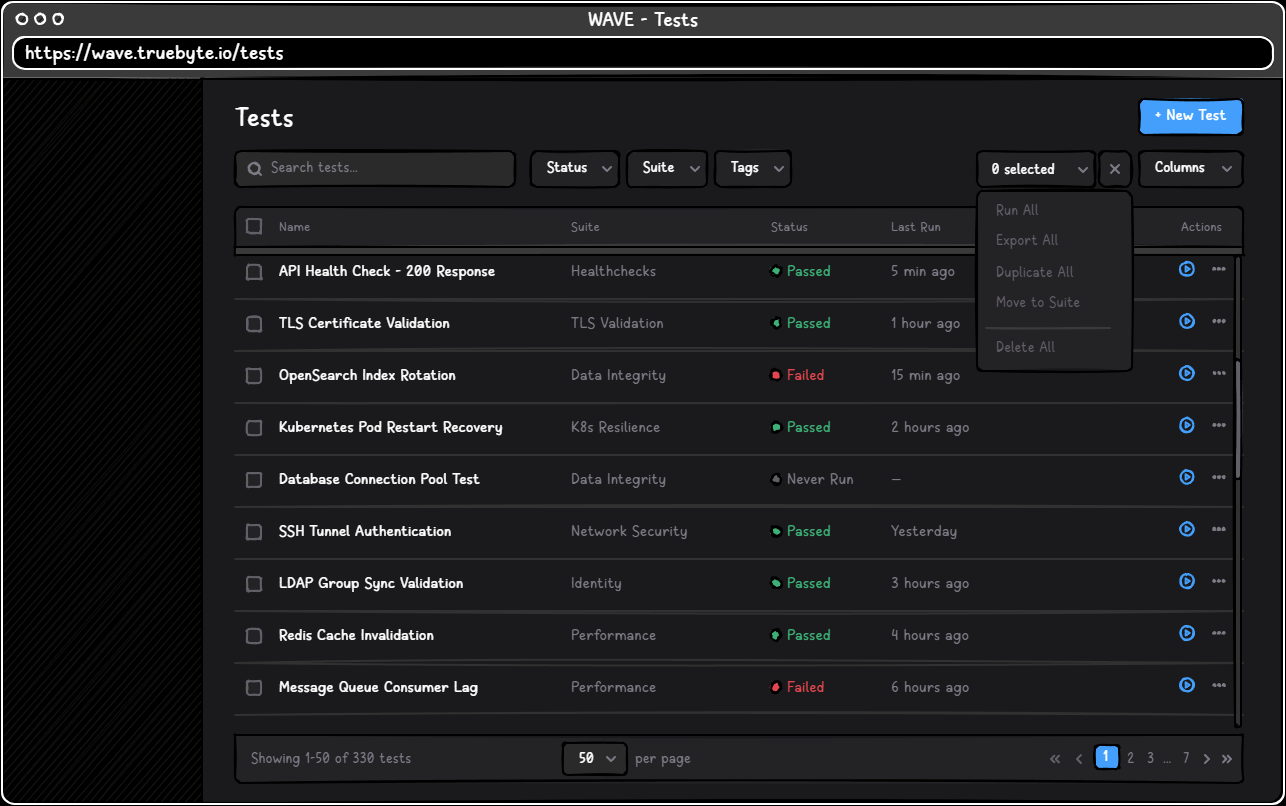 WAVE - Tests
https://wave.truebyte.io/tests
Tests
+ New Test
Search tests...
Status
Suite
Tags
0 selected
Columns
Run All
Export All
Duplicate All
Move to Suite
Delete All
Name Suite Status Last Run Actions
API Health Check - 200 Response Healthchecks Passed 5 min ago
TLS Certificate Validation TLS Validation Passed 1 hour ago
OpenSearch Index Rotation Data Integrity Failed 15 min ago
Kubernetes Pod Restart Recovery K8s Resilience Passed 2 hours ago
Database Connection Pool Test Data Integrity Never Run —
SSH Tunnel Authentication Network Security Passed Yesterday
LDAP Group Sync Validation Identity Passed 3 hours ago
Redis Cache Invalidation Performance Passed 4 hours ago
Message Queue Consumer Lag Performance Failed 6 hours ago
Showing 1-50 of 330 tests 50 per page « ‹ 1 2 3 ... 7 › »